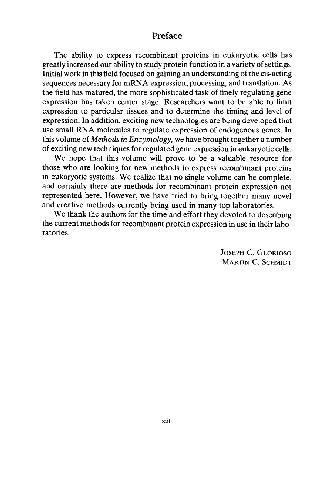 Preface
The ability to express recombinant proteins in eukaryotic cells has
greatly increased our ability to study protein function in a variety of settings.
Initial work in this field focused on gaining an understanding of the cis-acting
sequences necessary for mRNA expression, processing, and translation. As
the field has matured, the more sophisticated task of finely regulating gene
expression has taken center stage. Researchers want to be able to limit
expression to particular tissues and to determine the timing and level of
expression. In addition, exciting new technologies are being developed that
use small RNA molecules to regulate expression of endogenous genes. In
this volume of Methods in Enzymology, we have brought together a number
of exciting new techniques for regulated gene expression in eukaryotic cells.
We hope that this volume will prove to be a valuable resource for
those who are looking for new methods to express recombinant proteins
in eukaryotic systems. We realize that no single volume can be complete,
and certainly there are methods for recombinant protein expression not
represented here. However, we have tried to bring together many novel
and creative methods currently being used in many top laboratories.
We thank the authors for the time and effort they devoted to describing
the current methods for recombinant protein expression in use in their labo-
ratories.
Joseph C. Glorioso
Martin C. Schmidt